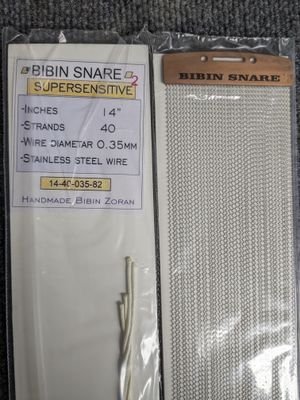 BIBIN SNARE
SUPERSENSITIVE 2
-INCHES 14"
-STRANDS 40
-WIRE DIAMETAR 0.35MM
-STAINLESS STEEL WIRE
14-40-035-82
HANDMADE BIBIN ZORAN
BIBIN SNARE